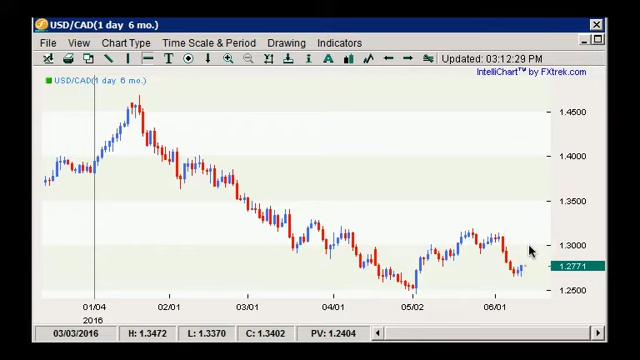 USD/CAD(1 day 6 mo.)
File View Chart Type Time Scale & Period Drawing Indicators
Updated: 03:12:29 PM
IntelliChart™ by FXtrek.com
USD/CAD(1 day 6 mo.)
1.4500
1.4000
1.3500
1.3000
1.2771
1.2500
01/04 02/01 03/01 04/01 05/02 06/01
2016
03/03/2016 H: 1.3472 L: 1.3370 C: 1.3402 PV: 1.2404